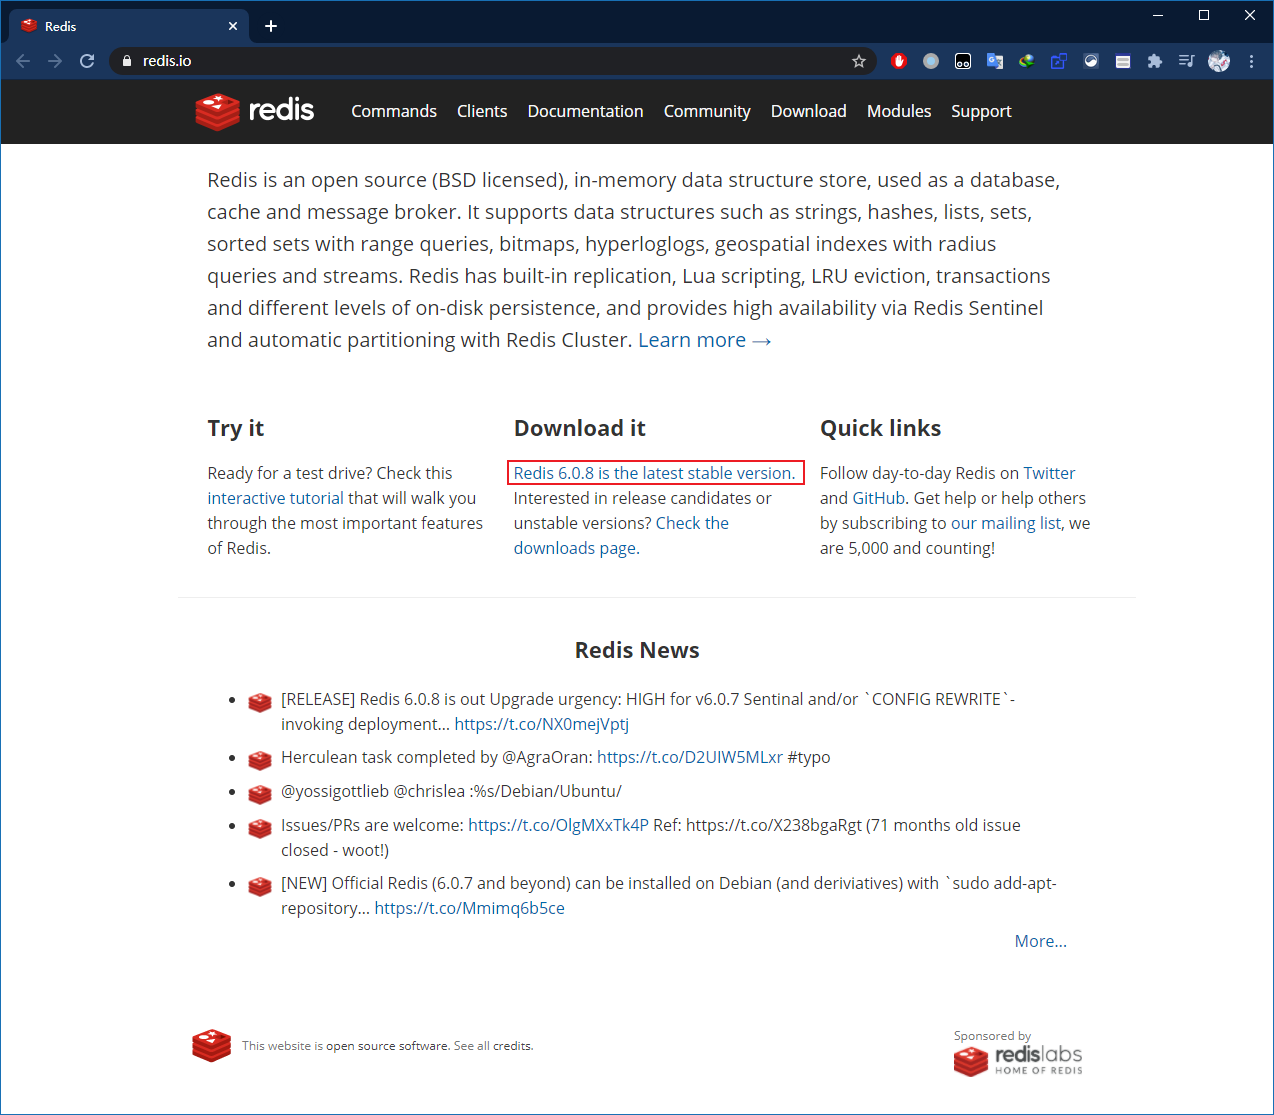 Redis
redis.io
redis
Commands Clients Documentation Community Download Modules Support
Redis is an open source (BSD licensed), in-memory data structure store, used as a database,
cache and message broker. It supports data structures such as strings, hashes, lists, sets,
sorted sets with range queries, bitmaps, hyperloglogs, geospatial indexes with radius
queries and streams. Redis has built-in replication, Lua scripting, LRU eviction, transactions
and different levels of on-disk persistence, and provides high availability via Redis Sentinel
and automatic partitioning with Redis Cluster. Learn more →
Try it
Ready for a test drive? Check this
interactive tutorial that will walk you
through the most important features
of Redis.
Download it
Redis 6.0.8 is the latest stable version.
Interested in release candidates or
unstable versions? Check the
downloads page.
Quick links
Follow day-to-day Redis on Twitter
and GitHub. Get help or help others
by subscribing to our mailing list, we
are 5,000 and counting!
Redis News
[RELEASE] Redis 6.0.8 is out Upgrade urgency: HIGH for v6.0.7 Sentinal and/or `CONFIG REWRITE`-
invoking deployment... https://t.co/NX0mejVptj
Herculean task completed by @AgraOran: https://t.co/D2UIW5MLxr #typo
@yossigottlieb @chrislea :%s/Debian/Ubuntu/
Issues/PRs are welcome: https://t.co/OlgMXxTk4P Ref: https://t.co/X238bgaRgt (71 months old issue
closed - woot!)
[NEW] Official Redis (6.0.7 and beyond) can be installed on Debian (and deriviatives) with `sudo add-apt-
repository... https://t.co/Mmimq6b5ce
More...
This website is open source software. See all credits.
Sponsored by
redislabs
HOME OF REDIS